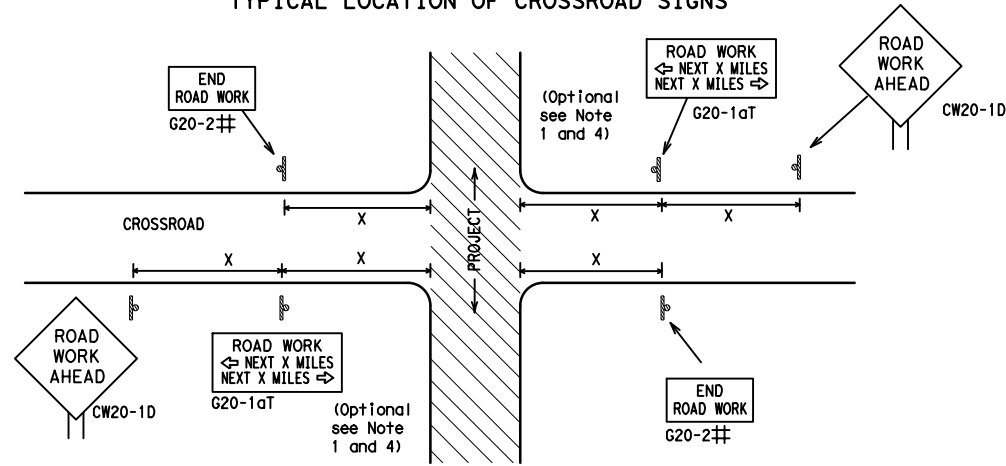 TYPICAL LOCATION OF CROSSROAD SIGNS
END
ROAD WORK
G20-2#
(Optional
see Note
1 and 4)
ROAD WORK
⇦ NEXT X MILES
NEXT X MILES ⇨
G20-1aT
ROAD
WORK
AHEAD
CW20-1D
X
X
X
CROSSROAD
PROJECT
X
X
X
ROAD
WORK
AHEAD
CW20-1D
ROAD WORK
⇦ NEXT X MILES
NEXT X MILES ⇨
G20-1aT
(Optional
see Note
1 and 4)
END
ROAD WORK
G20-2#